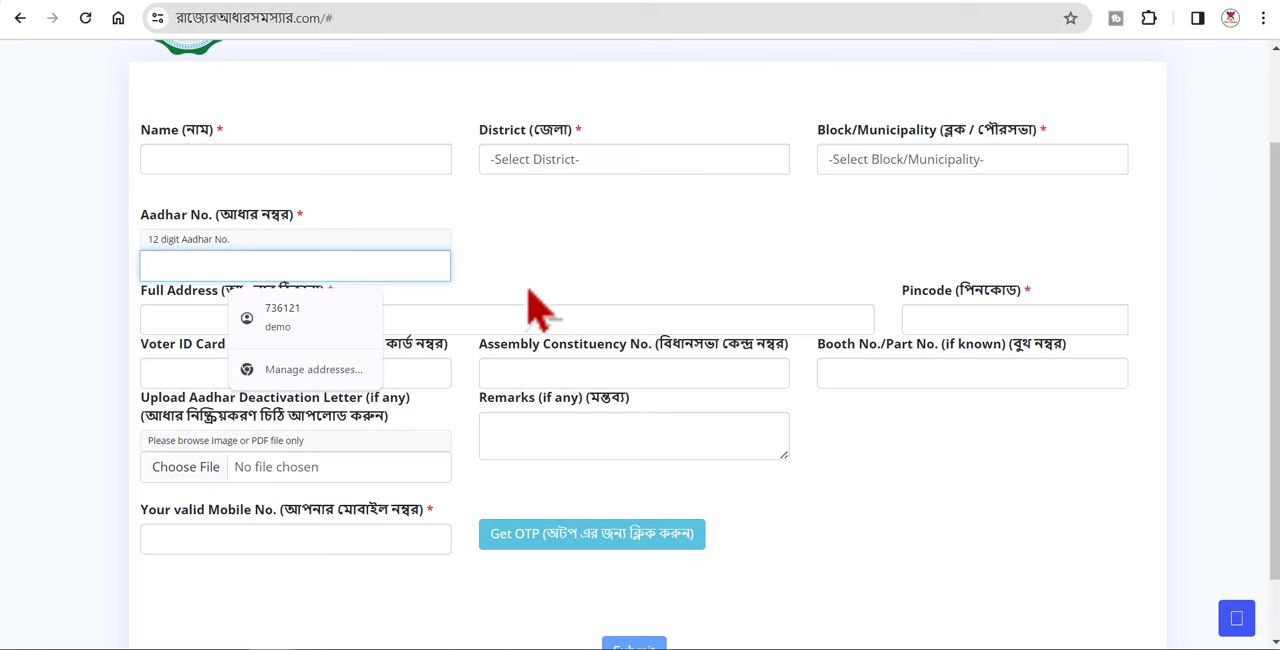 রাজ্যেরআধারসমস্যার.com/#
Name (নাম) *
District (জেলা) *
Block/Municipality (ব্লক / পৌরসভা) *
-Select District-
-Select Block/Municipality-
Aadhar No. (আধার নম্বর) *
12 digit Aadhar No.
Full Address
Pincode (পিনকোড) *
736121
demo
Manage addresses...
Voter ID Card
কার্ড নম্বর)
Assembly Constituency No. (বিধানসভা কেন্দ্র নম্বর)
Booth No./Part No. (if known) (বুথ নম্বর)
Upload Aadhar Deactivation Letter (if any)
(আধার নিষ্ক্রিয়করণ চিঠি আপলোড করুন)
Remarks (if any) (মন্তব্য)
Please browse Image or PDF file only
Choose File
No file chosen
Your valid Mobile No. (আপনার মোবাইল নম্বর) *
Get OTP (অটপ এর জন্য ক্লিক করুন)
Submit